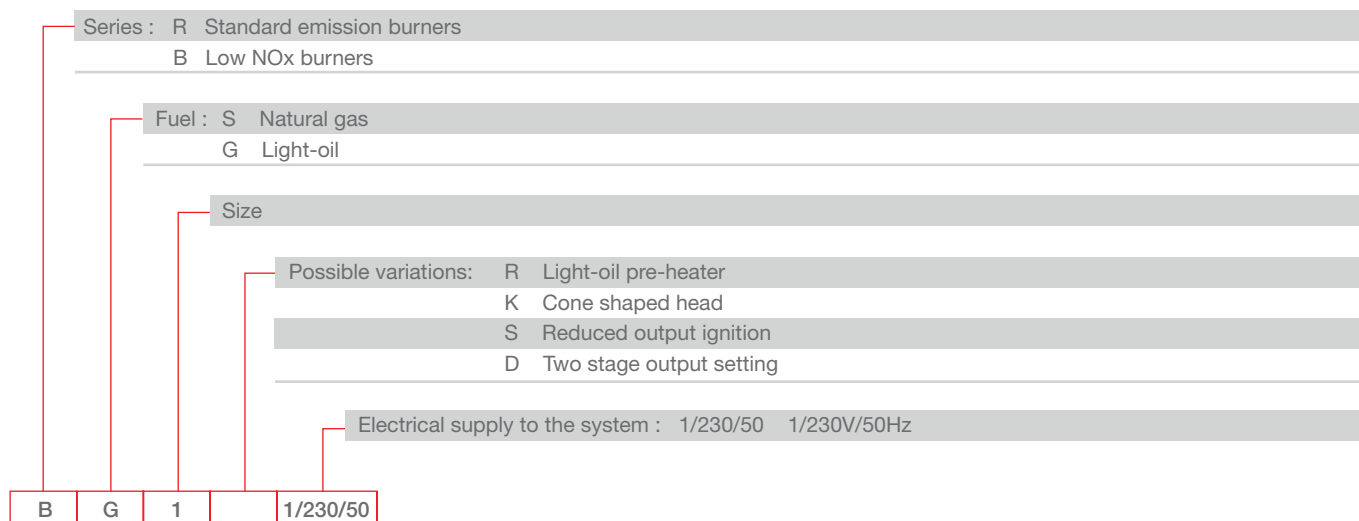 Series : R Standard emission burners
B Low NOx burners
Fuel : S Natural gas
G Light-oil
Size
Possible variations: R Light-oil pre-heater
K Cone shaped head
S Reduced output ignition
D Two stage output setting
Electrical supply to the system : 1/230/50 1/230V/50Hz
B G 1 1/230/50